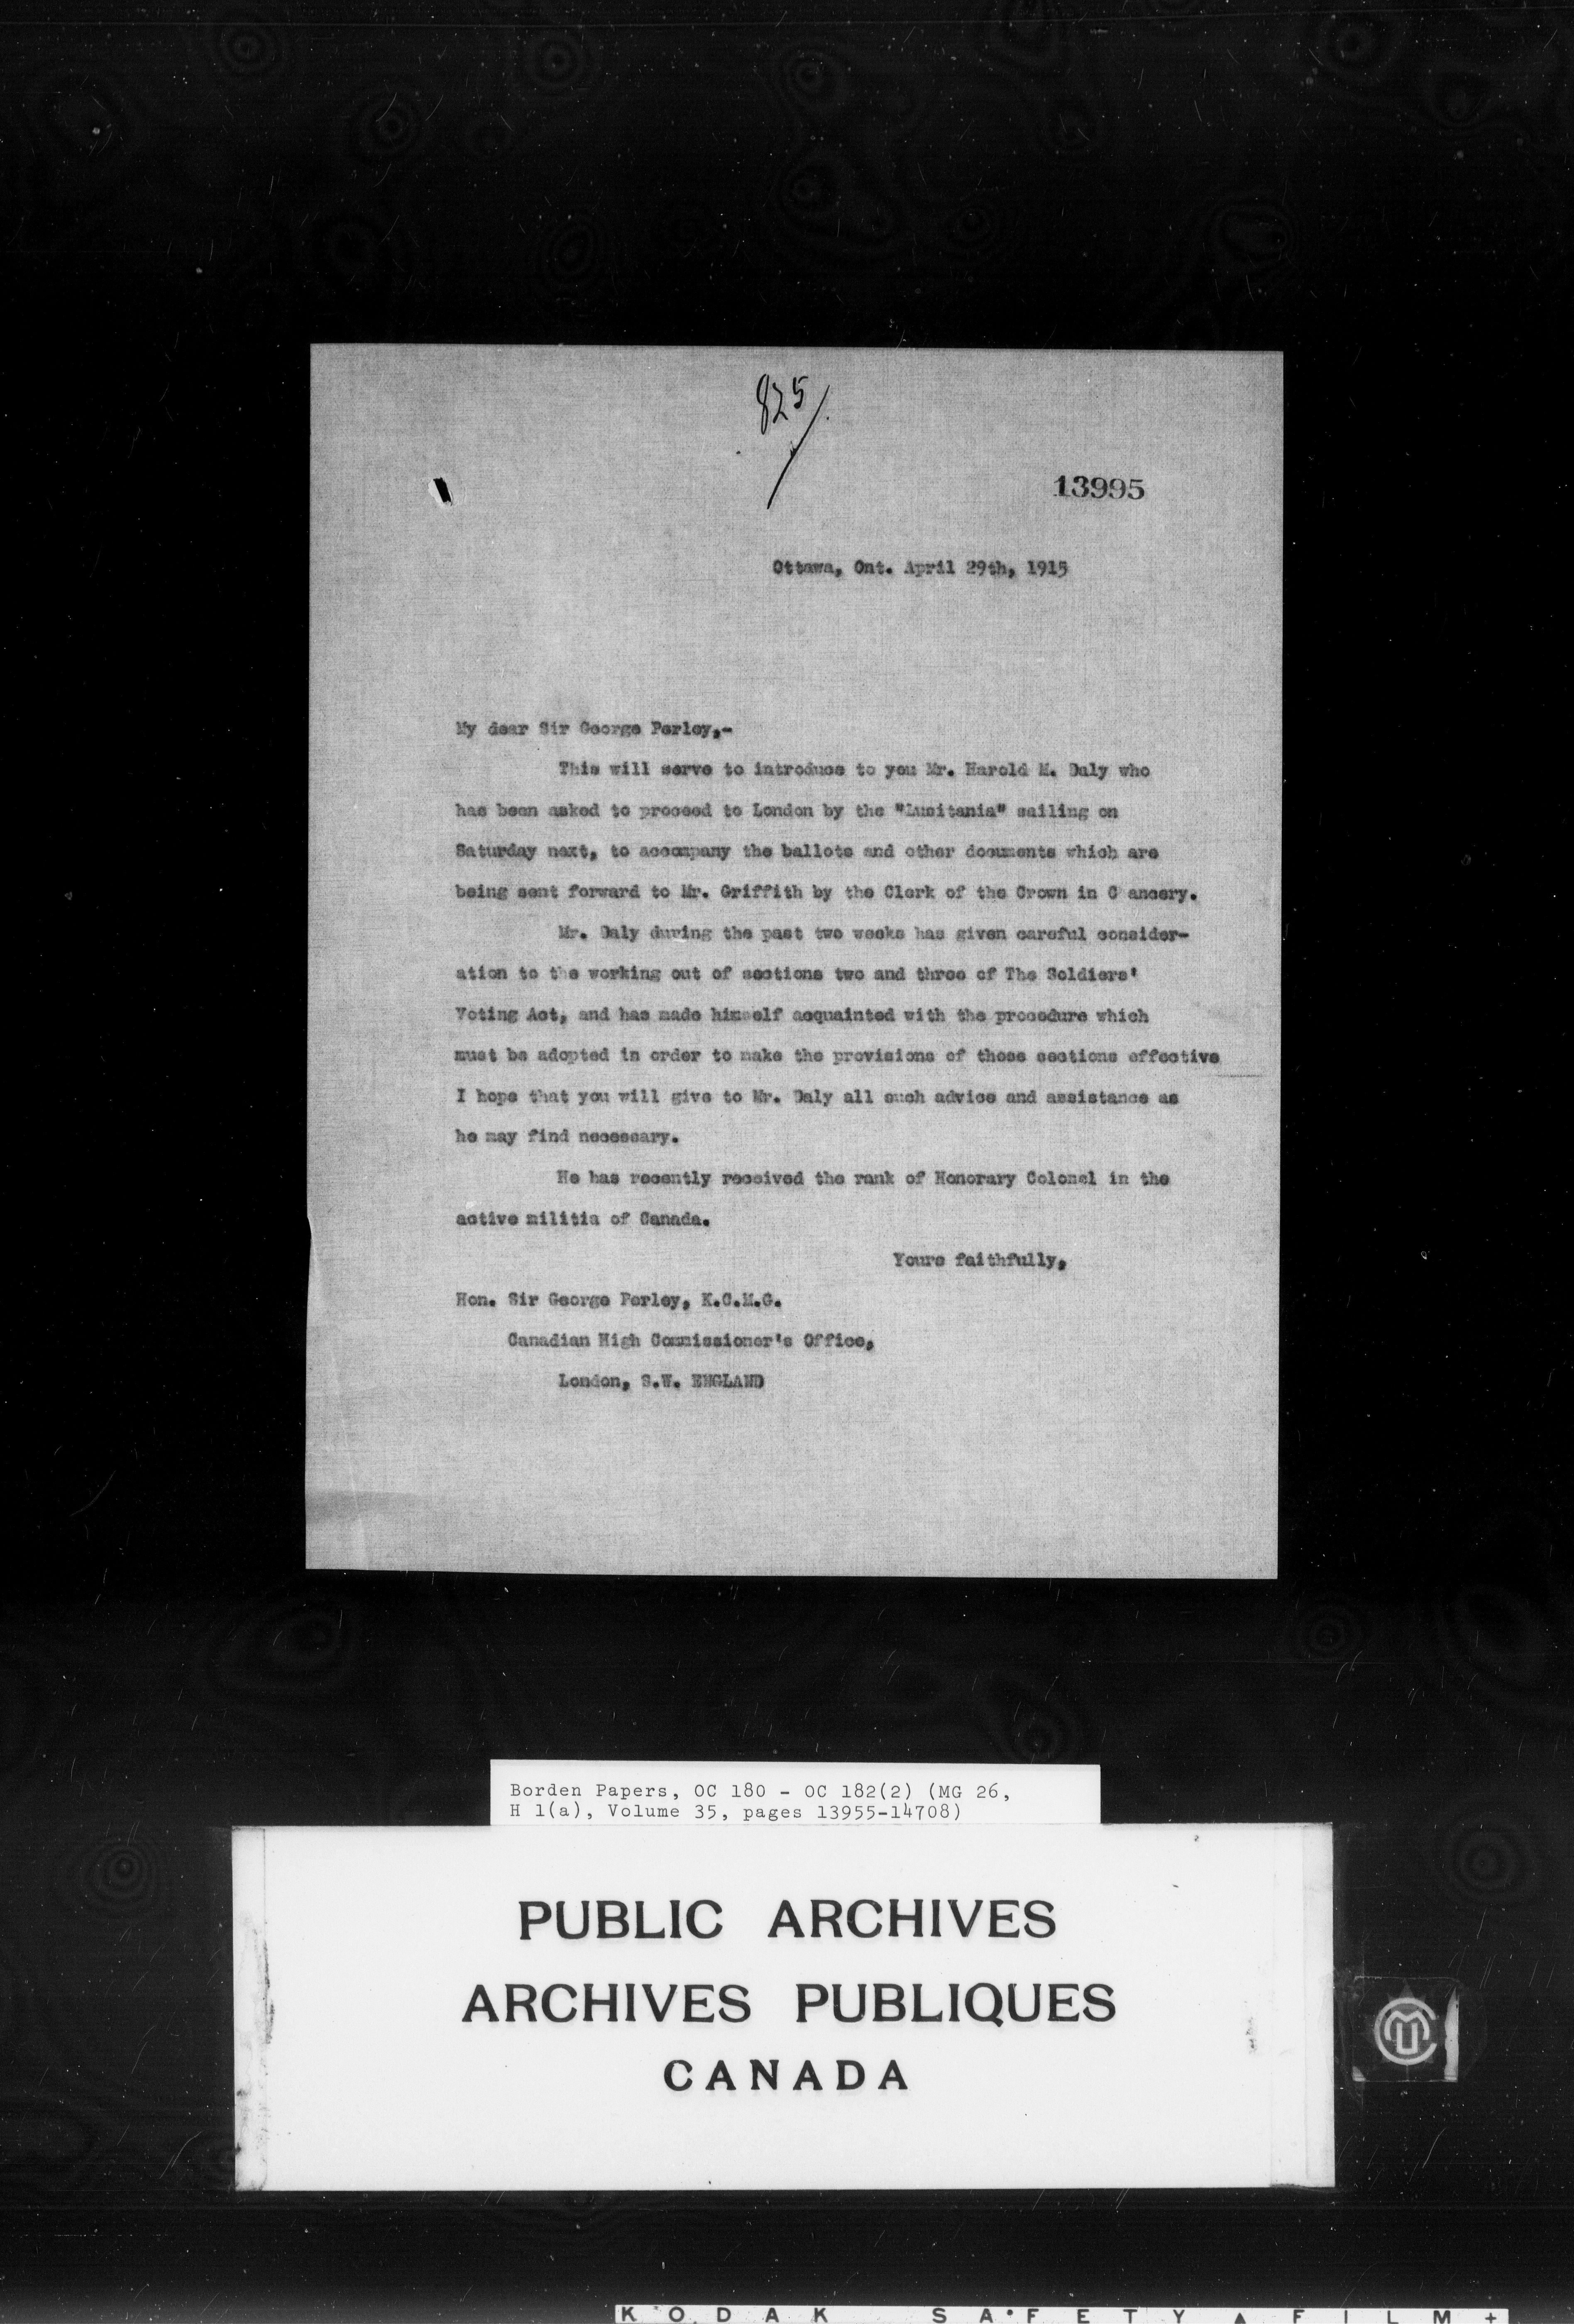 825/.
13995
Ottawa, Ont. April 29th, 1915
My dear Sir George Perley,-
This will serve to introduce to you Mr. Harold M. Daly who
has been asked to proceed to London by the "Lusitania" sailing on
Saturday next, to accompany the ballots and other documents which are
being sent forward to Mr. Griffith by the Clerk of the Crown in C ancery.
Mr. Daly during the past two weeks has given careful consider-
ation to the working out of sections two and three of The Soldiers'
Voting Act, and has made himself acquainted with the procedure which
must be adopted in order to make the provisions of those sections effective
I hope that you will give to Mr. Daly all such advice and assistance as
he may find necessary.
He has recently received the rank of Honorary Colonel in the
active militia of Canada.
Yours faithfully,
Hon. Sir George Perley, K.C.M.G.
Canadian High Commissioner's Office,
London, S.W. ENGLAND
Borden Papers, OC 180 - OC 182(2) (MG 26,
H 1(a), Volume 35, pages 13955-14708)
PUBLIC ARCHIVES
ARCHIVES PUBLIQUES
CANADA
KODAK SAFETY ▲ FILM +